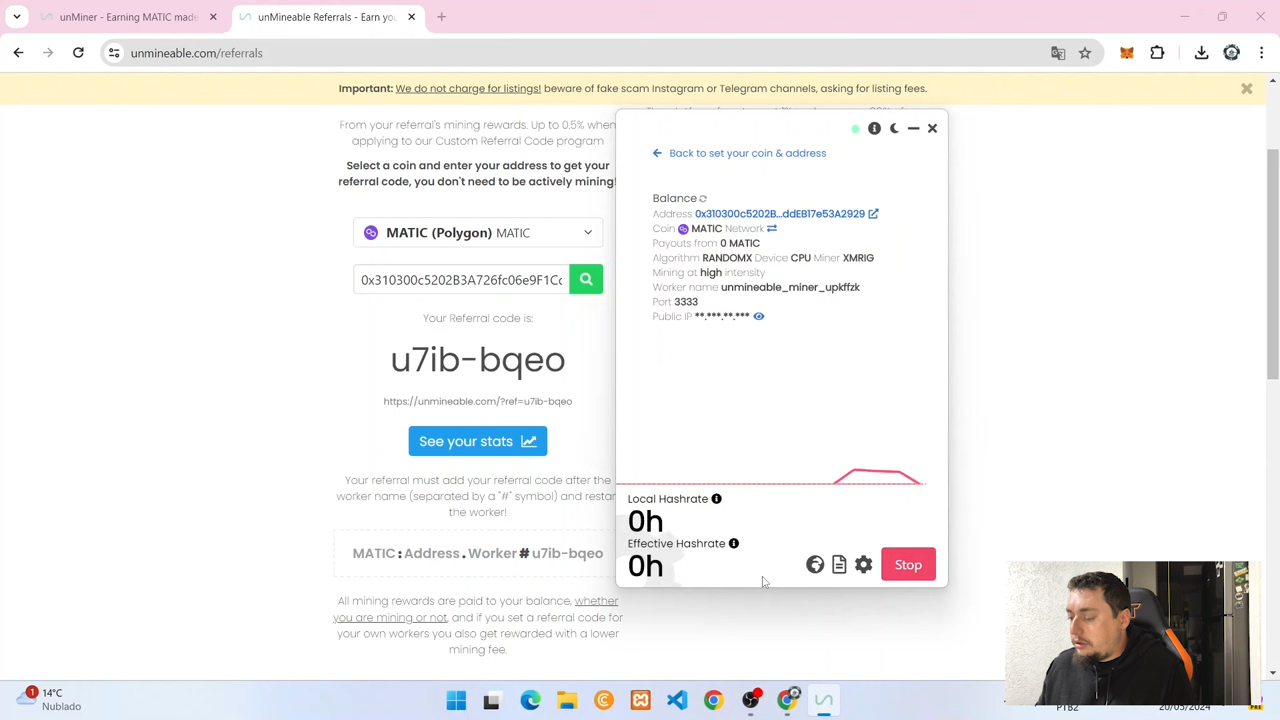 unMiner - Earning MATIC made
unMineable Referrals - Earn yo
unmineable.com/referrals
Important: We do not charge for listings! beware of fake scam Instagram or Telegram channels, asking for listing fees.
From your referral's mining rewards. Up to 0.5% when
applying to our Custom Referral Code program
Select a coin and enter your address to get your
referral code, you don't need to be actively mining!
MATIC (Polygon) MATIC
0x310300c5202B3A726fc06e9F1Cc
Your Referral code is:
u7ib-bqeo
https://unmineable.com/?ref=u7ib-bqeo
See your stats
Your referral must add your referral code after the
worker name (separated by a "#" symbol) and restar
the worker!
MATIC:Address.Worker#u7ib-bqeo
All mining rewards are paid to your balance, whether
you are mining or not, and if you set a referral code for
your own workers you also get rewarded with a lower
mining fee.
Back to set your coin & address
Balance
Address 0x310300c5202B...ddEB17e53A2929
Coin MATIC Network
Payouts from 0 MATIC
Algorithm RANDOMX Device CPU Miner XMRIG
Mining at high intensity
Worker name unmineable_miner_upkffzk
Port 3333
Public IP **.***.**.***
Local Hashrate
0h
Effective Hashrate
0h
Stop
1
14°C
Nublado
PTB2
20/05/2024